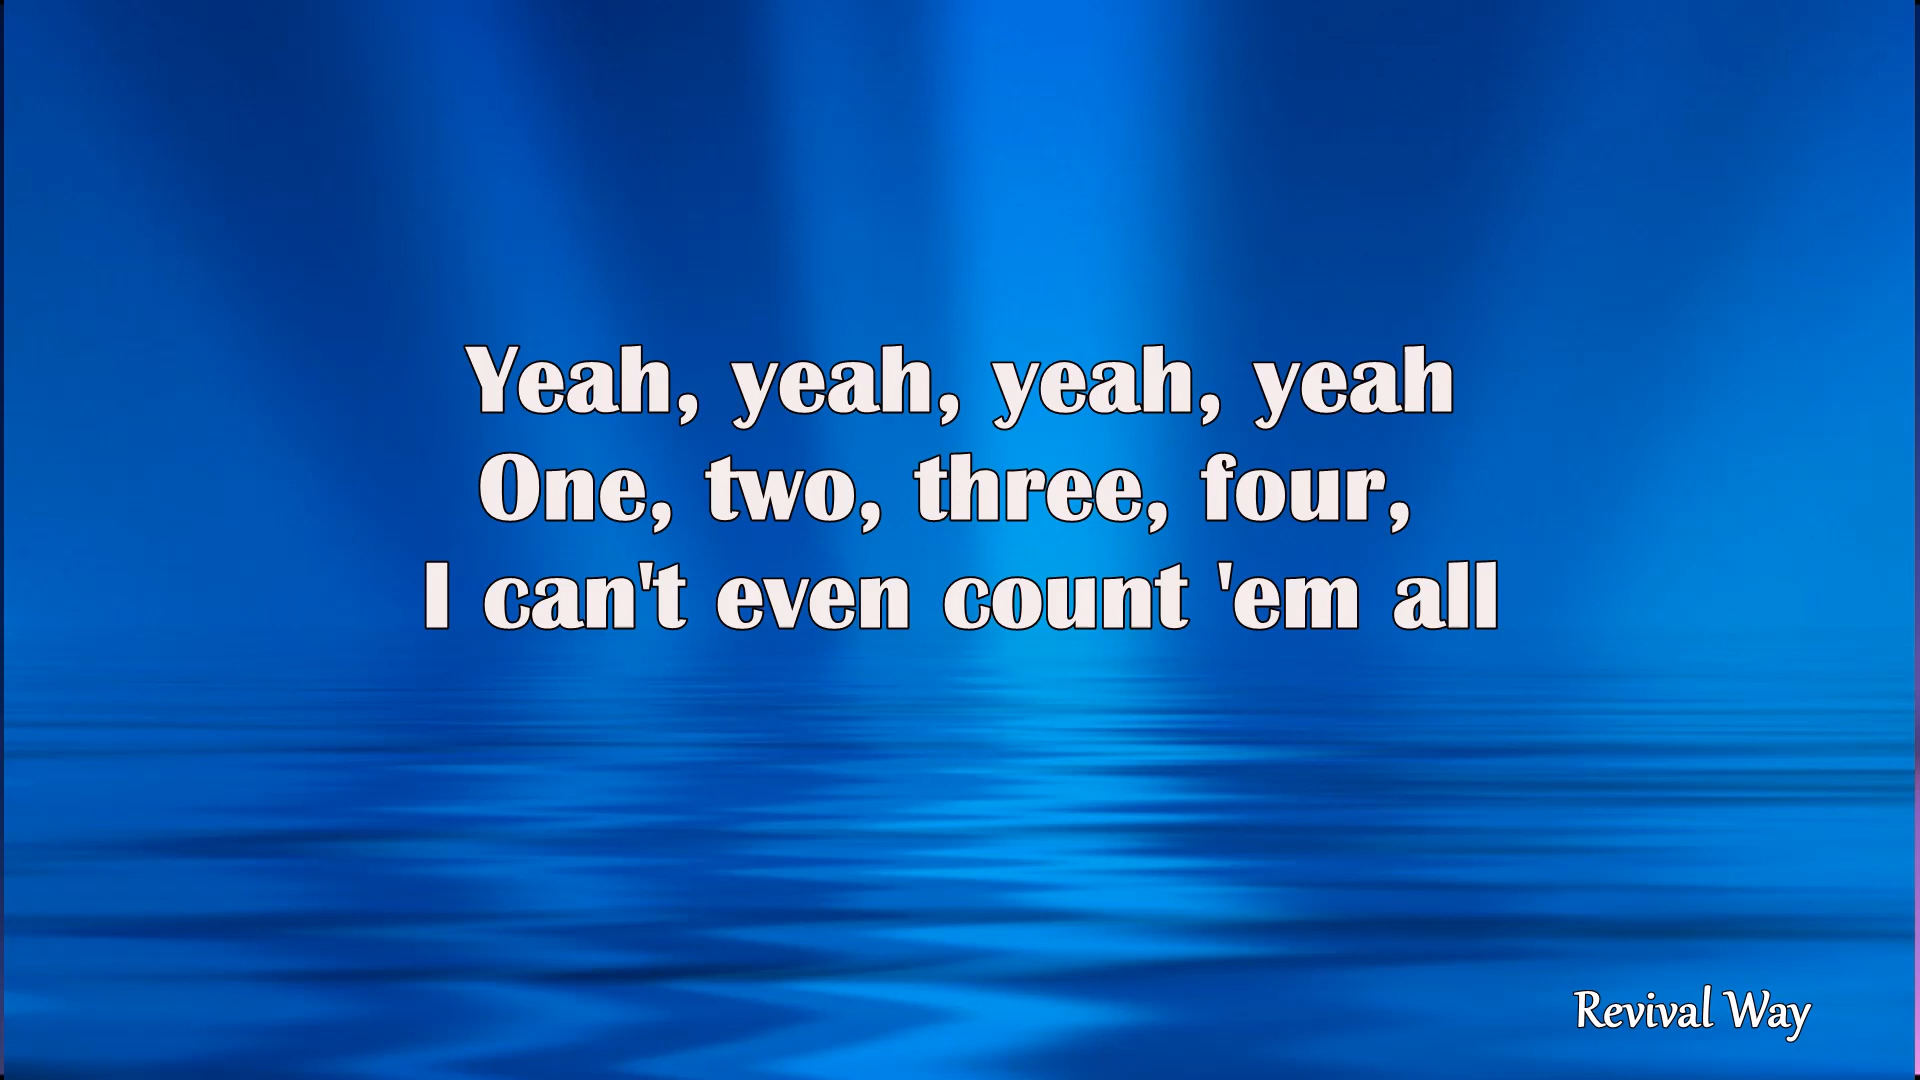 Yeah, yeah, yeah, yeah
One, two, three, four,
I can't even count 'em all
Revival Way